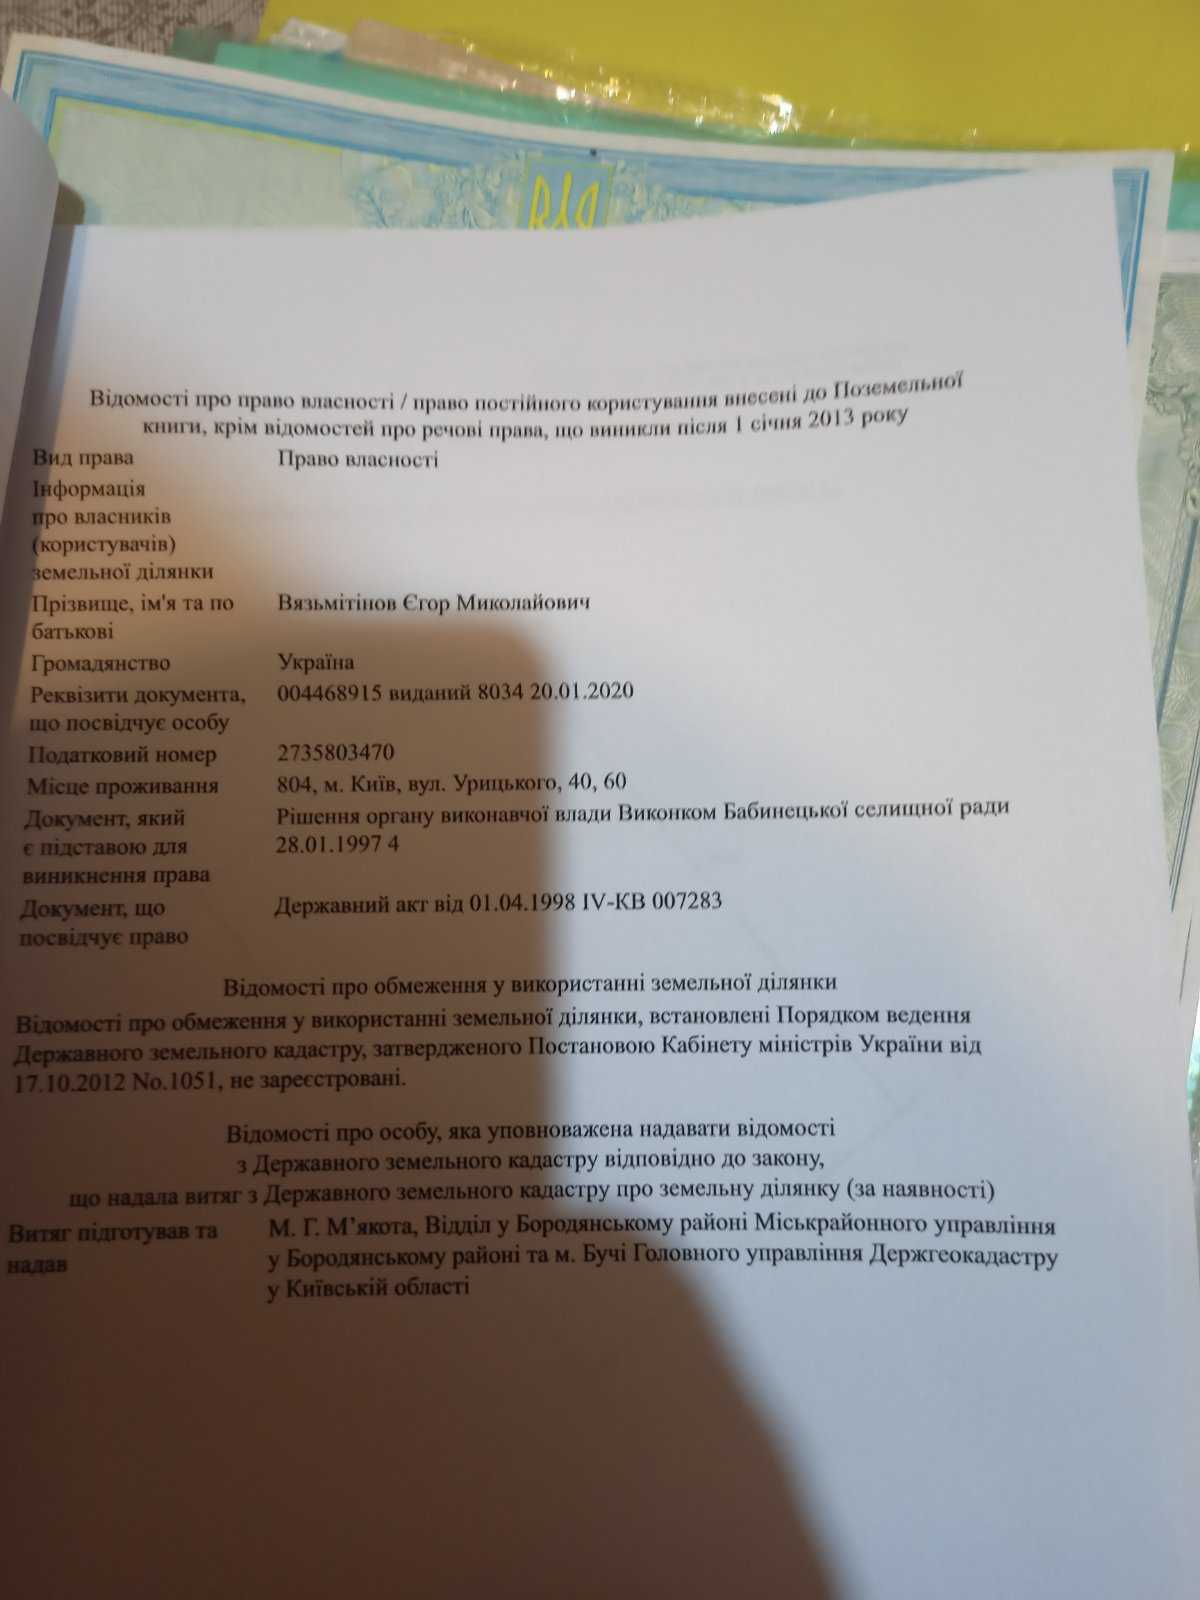 Відомості про право власності / право постійного користування внесені до Поземельної
книги, крім відомостей про речові права, що виникли після 1 січня 2013 року
Вид права Право власності
Інформація
про власників
(користувачів)
земельної ділянки
Прізвище, ім'я та по Вязьмітінов Єгор Миколайович
батькові
Громадянство Україна
Реквізити документа, 004468915 виданий 8034 20.01.2020
що посвідчує особу
Податковий номер 2735803470
Місце проживання 804, м. Київ, вул. Урицького, 40, 60
Документ, який Рішення органу виконавчої влади Виконком Бабинецької селищної ради
є підставою для 28.01.1997 4
виникнення права
Документ, що Державний акт від 01.04.1998 IV-КВ 007283
посвідчує право
Відомості про обмеження у використанні земельної ділянки
Відомості про обмеження у використанні земельної ділянки, встановлені Порядком ведення
Державного земельного кадастру, затвердженого Постановою Кабінету міністрів України від
17.10.2012 No.1051, не зареєстровані.
Відомості про особу, яка уповноважена надавати відомості
з Державного земельного кадастру відповідно до закону,
що надала витяг з Державного земельного кадастру про земельну ділянку (за наявності)
Витяг підготував та М. Г. М’якота, Відділ у Бородянському районі Міськрайонного управління
надав у Бородянському районі та м. Бучі Головного управління Держгеокадастру
у Київській області